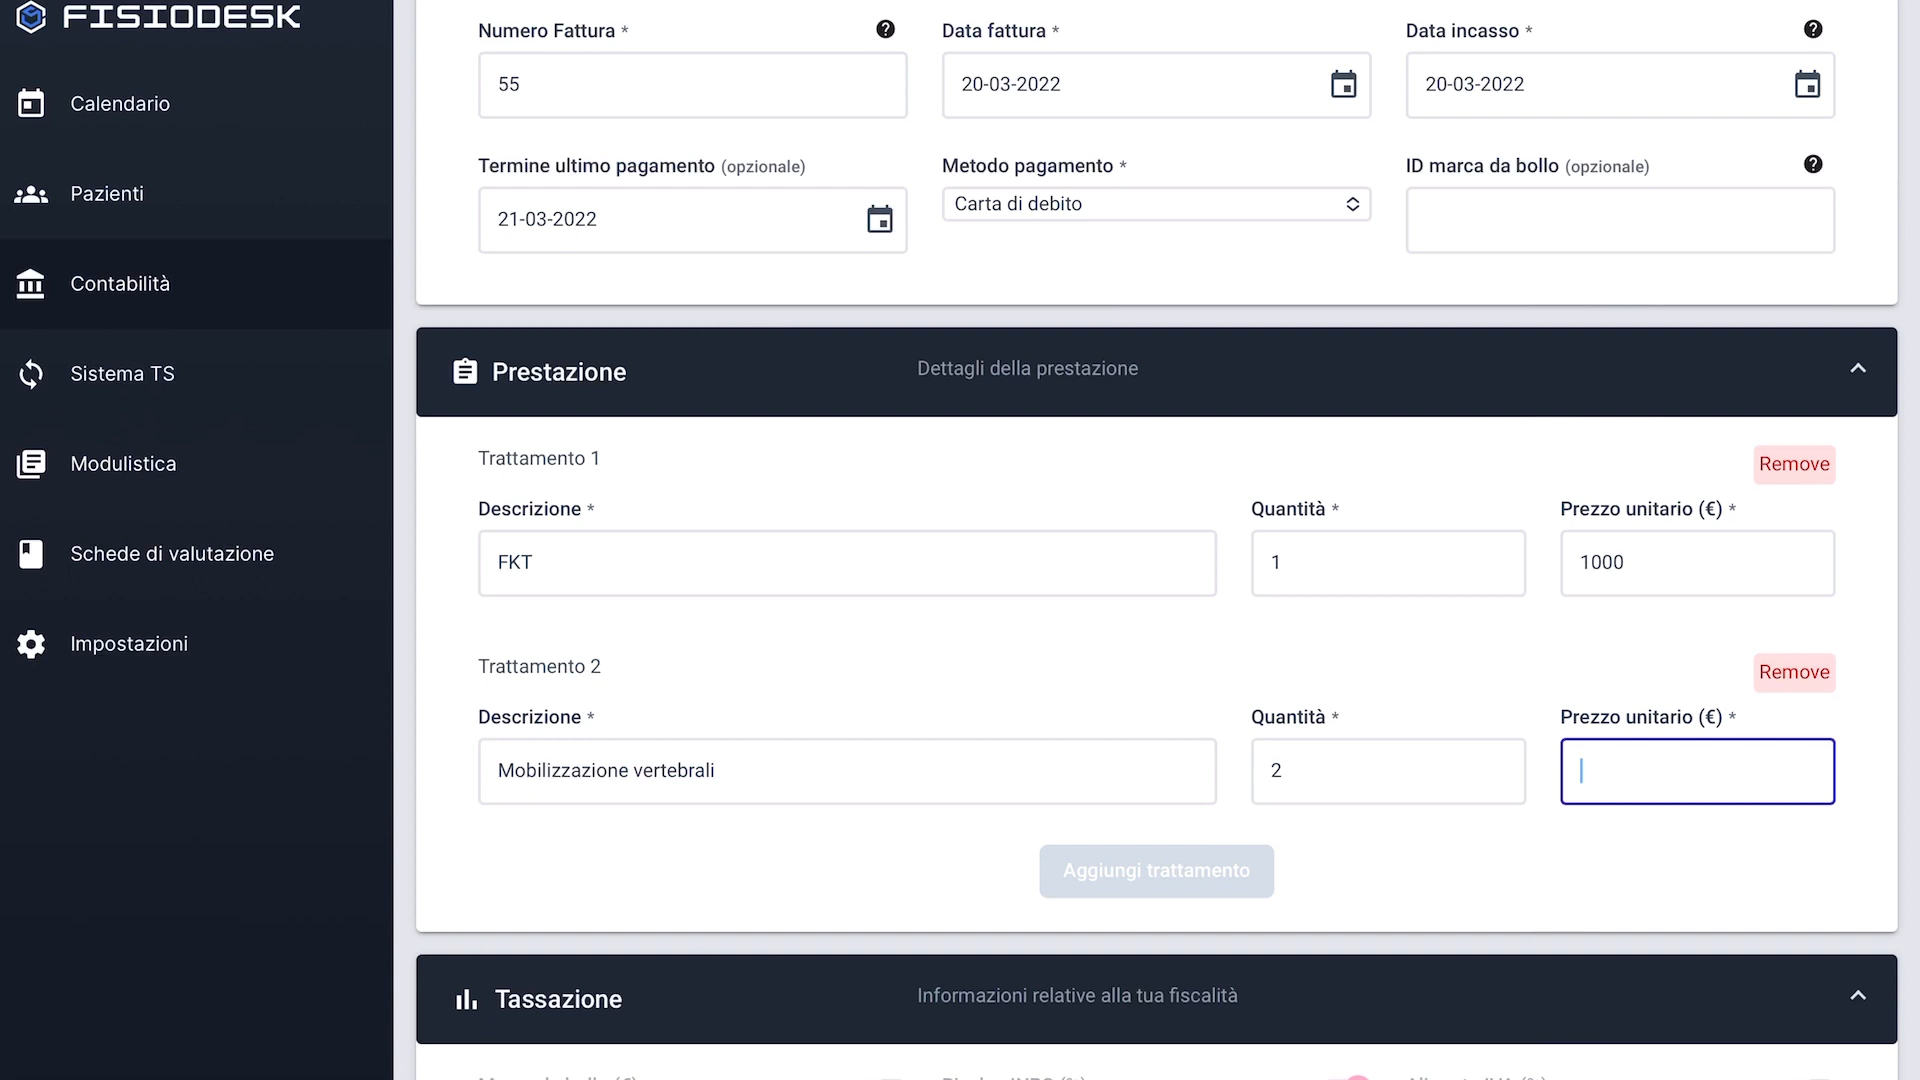 FISIODESK
Calendario
Pazienti
Contabilità
Sistema TS
Modulistica
Schede di valutazione
Impostazioni
Numero Fattura *
Data fattura *
Data incasso *
55
20-03-2022
20-03-2022
Termine ultimo pagamento (opzionale)
Metodo pagamento *
ID marca da bollo (opzionale)
21-03-2022
Carta di debito
Prestazione
Dettagli della prestazione
Trattamento 1
Remove
Descrizione *
Quantità *
Prezzo unitario (€) *
FKT
1
1000
Trattamento 2
Remove
Descrizione *
Quantità *
Prezzo unitario (€) *
Mobilizzazione vertebrali
2
Aggiungi trattamento
Tassazione
Informazioni relative alla tua fiscalità